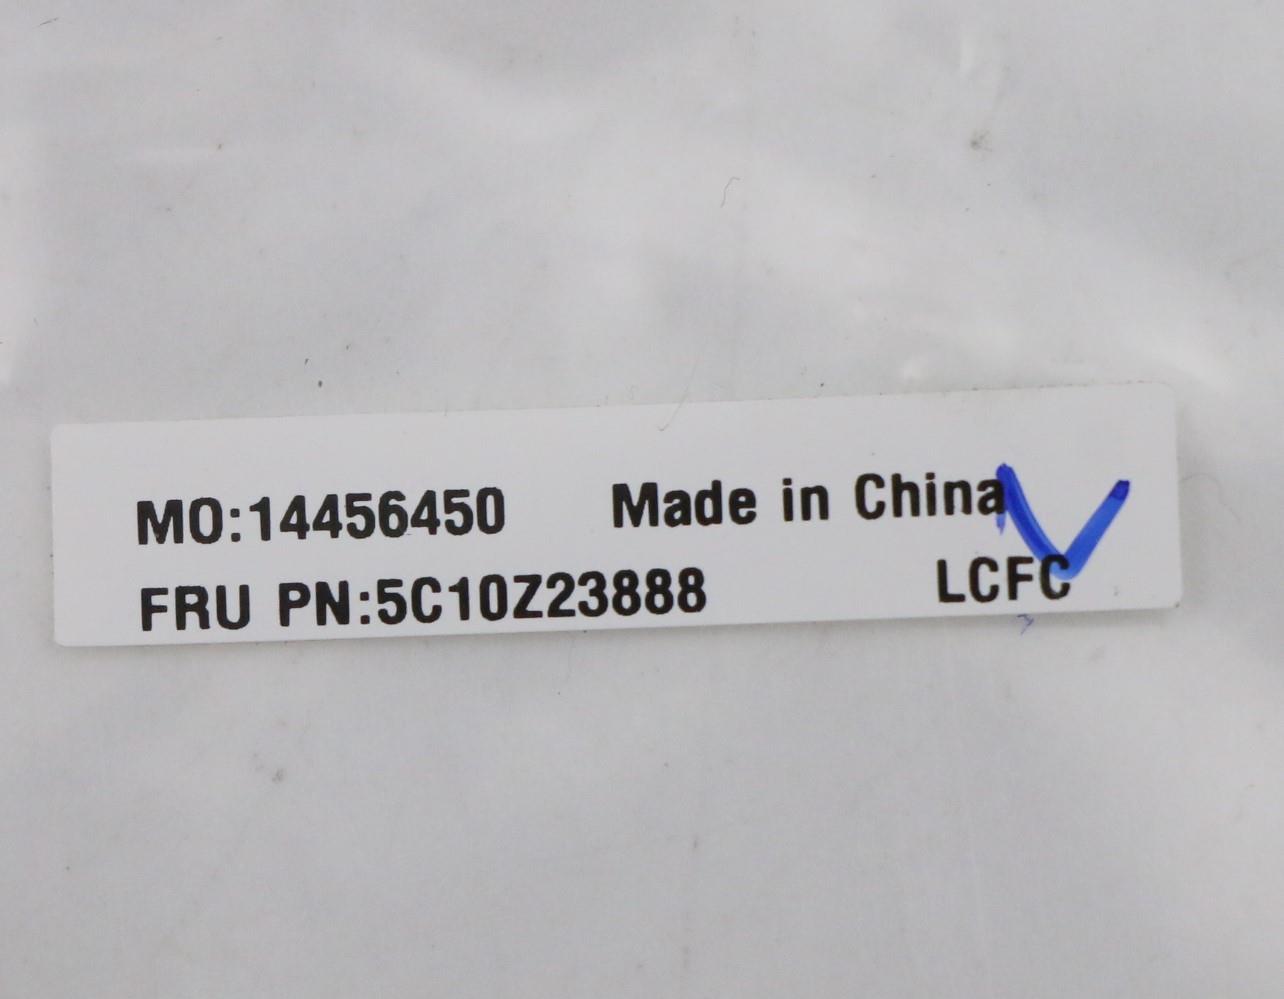 MO:14456450 Made in China
FRU PN:5C10Z23888 LCFC